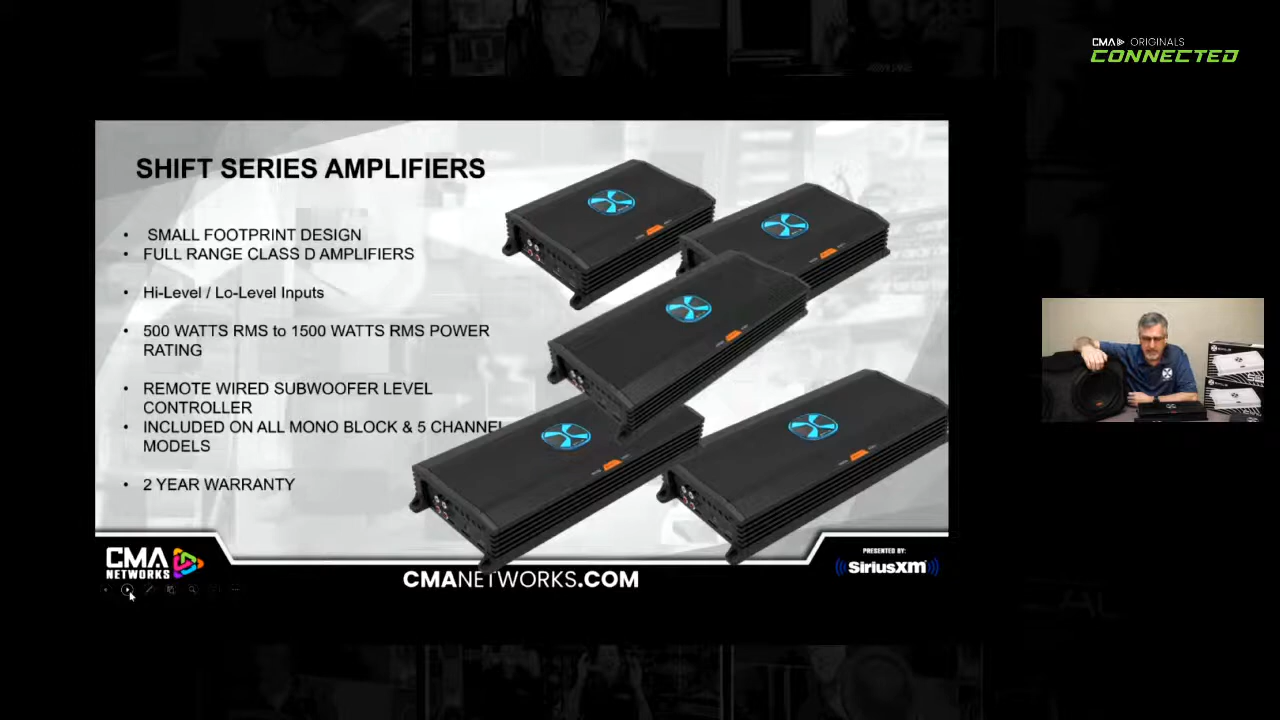 CMA ORIGINALS
CONNECTED
SHIFT SERIES AMPLIFIERS
• SMALL FOOTPRINT DESIGN
• FULL RANGE CLASS D AMPLIFIERS
• Hi-Level / Lo-Level Inputs
• 500 WATTS RMS to 1500 WATTS RMS POWER
RATING
• REMOTE WIRED SUBWOOFER LEVEL
CONTROLLER
• INCLUDED ON ALL MONO BLOCK & 5 CHANNEL
MODELS
• 2 YEAR WARRANTY
CMA
NETWORKS
PRESENTED BY:
SiriusXm
CMANETWORKS.COM